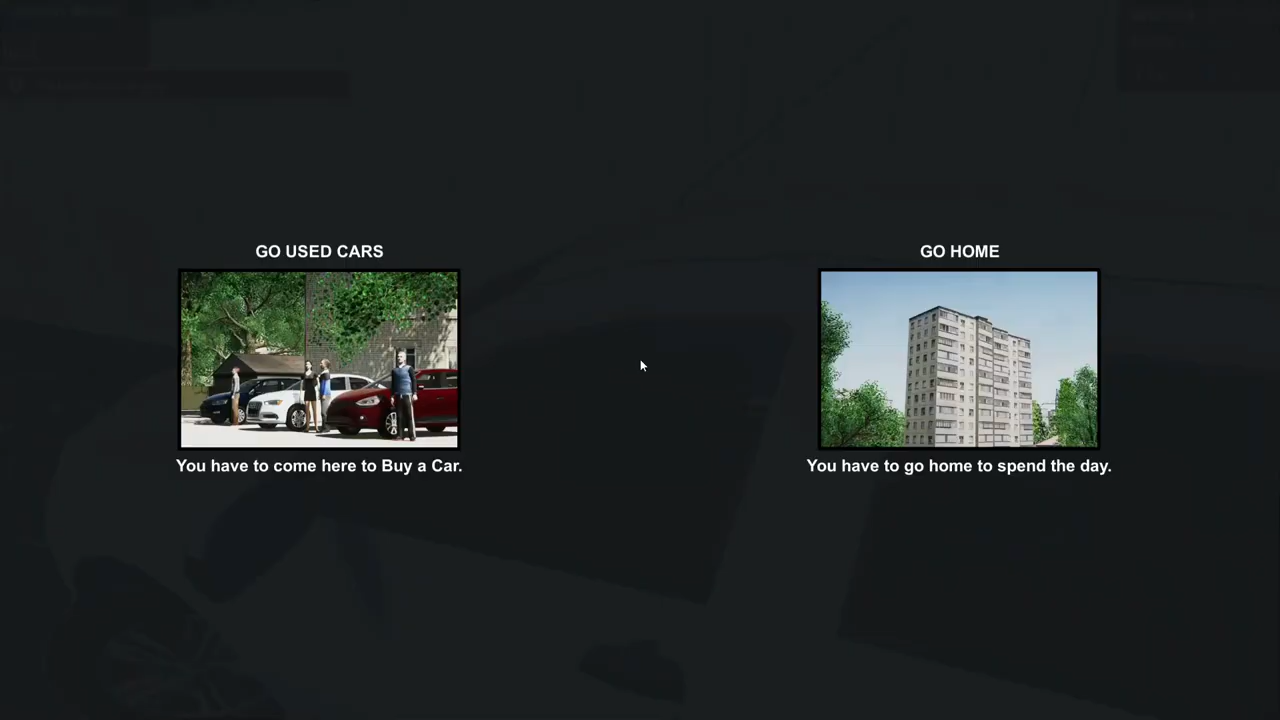 GO USED CARS
GO HOME
You have to come here to Buy a Car.
You have to go home to spend the day.